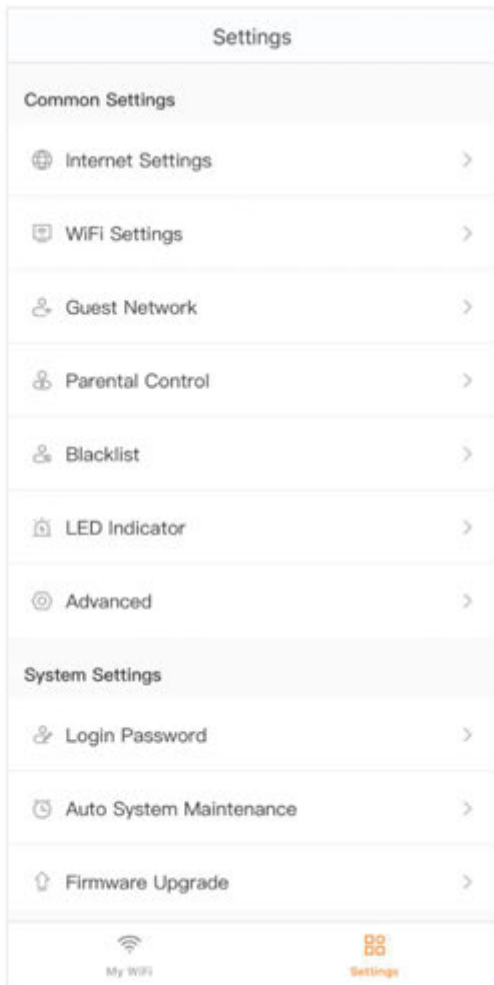 Settings
Common Settings
Internet Settings
WiFi Settings
Guest Network
Parental Control
Blacklist
LED Indicator
Advanced
System Settings
Login Password
Auto System Maintenance
Firmware Upgrade
My WiFi
Settings